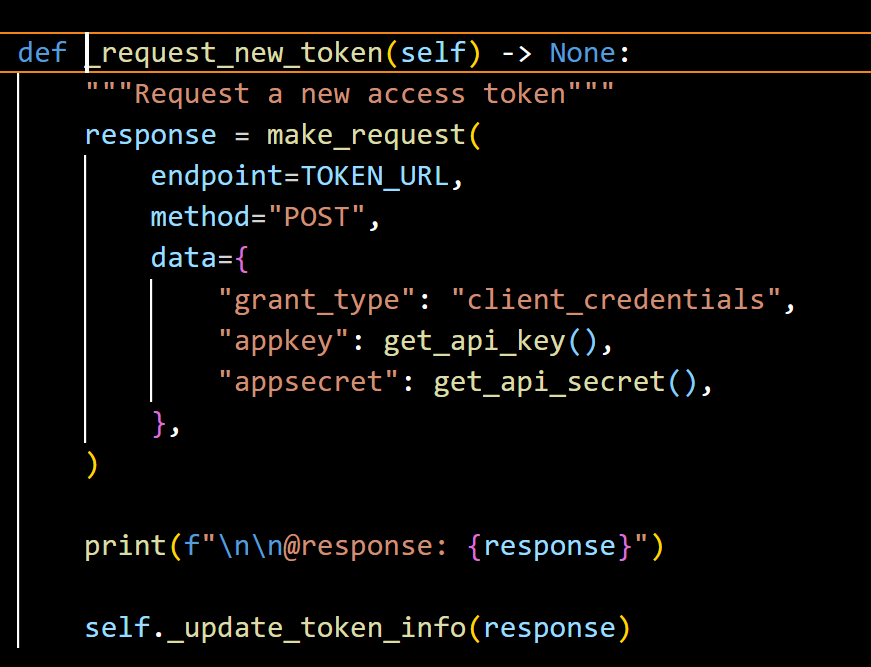 def _request_new_token(self) -> None:
    """Request a new access token"""
    response = make_request(
        endpoint=TOKEN_URL,
        method="POST",
        data={
            "grant_type": "client_credentials",
            "appkey": get_api_key(),
            "appsecret": get_api_secret(),
        },
    )

    print(f"\n\n@response: {response}")

    self._update_token_info(response)